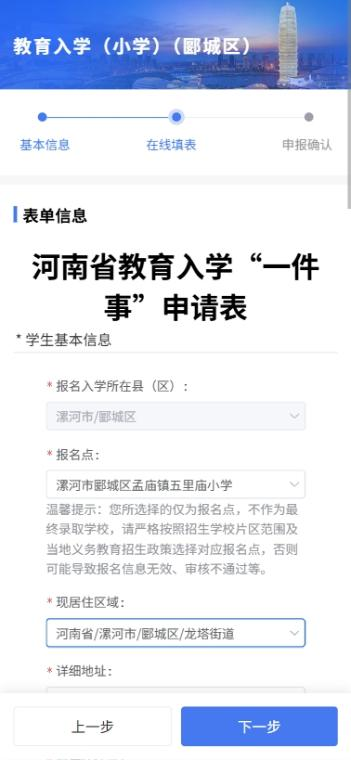 教育入学（小学）（郾城区）
基本信息
在线填表
申报确认
表单信息
河南省教育入学“一件
事”申请表
* 学生基本信息
* 报名入学所在县（区）：
漯河市/郾城区
* 报名点：
漯河市郾城区孟庙镇五里庙小学
温馨提示：您所选择的仅为报名点，不作为最
终录取学校，请严格按照招生学校片区范围及
当地义务教育招生政策选择对应报名点，否则
可能导致报名信息无效、审核不通过等。
* 现居住区域：
河南省/漯河市/郾城区/龙塔街道
* 详细地址：
上一步
下一步